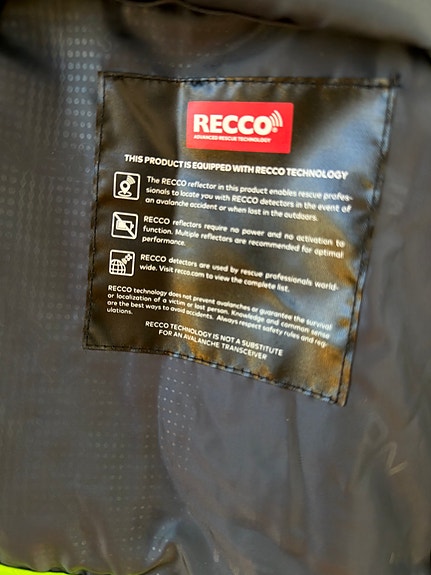 RECCO®
ADVANCED RESCUE TECHNOLOGY
THIS PRODUCT IS EQUIPPED WITH RECCO TECHNOLOGY
The RECCO reflector in this product enables rescue profes-
sionals to locate you with RECCO detectors in the event of
an avalanche accident or when lost in the outdoors.
RECCO reflectors require no power and no activation to
function. Multiple reflectors are recommended for optimal
performance.
RECCO detectors are used by rescue professionals world-
wide. Visit recco.com to view the complete list.
RECCO technology does not prevent avalanches or guarantee the survival
or localization of a victim or lost person. Knowledge and common sense
are the best ways to avoid accidents. Always respect safety rules and reg-
ulations.
RECCO TECHNOLOGY IS NOT A SUBSTITUTE
FOR AN AVALANCHE TRANSCEIVER